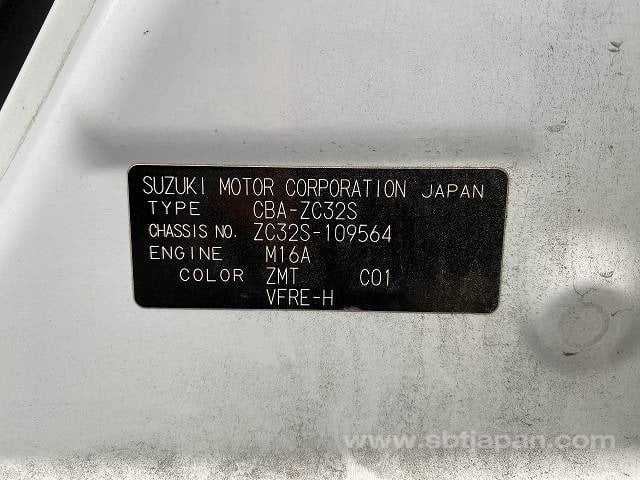 SUZUKI MOTOR CORPORATION JAPAN
TYPE CBA-ZC32S
CHASSIS NO. ZC32S-109564
ENGINE M16A
COLOR ZMT C01
VFRE-H
www.sbtjapan.com